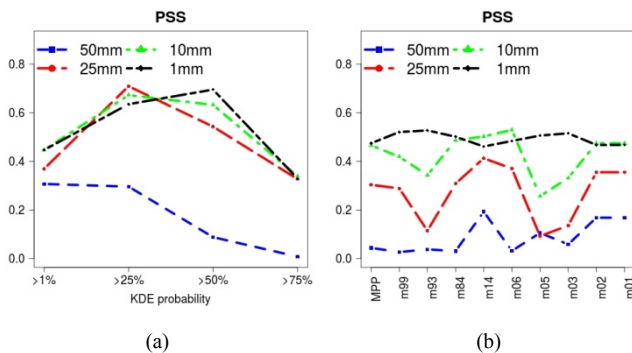 PSS
50mm 10mm
25mm 1mm
0.8
0.6
0.4
0.2
0.0
>1% >25% >50% >75%
KDE probability
(a)
PSS
50mm 10mm
25mm 1mm
0.8
0.6
0.4
0.2
0.0
MPP m99 m93 m84 m14 m06 m05 m03 m02 m01
(b)